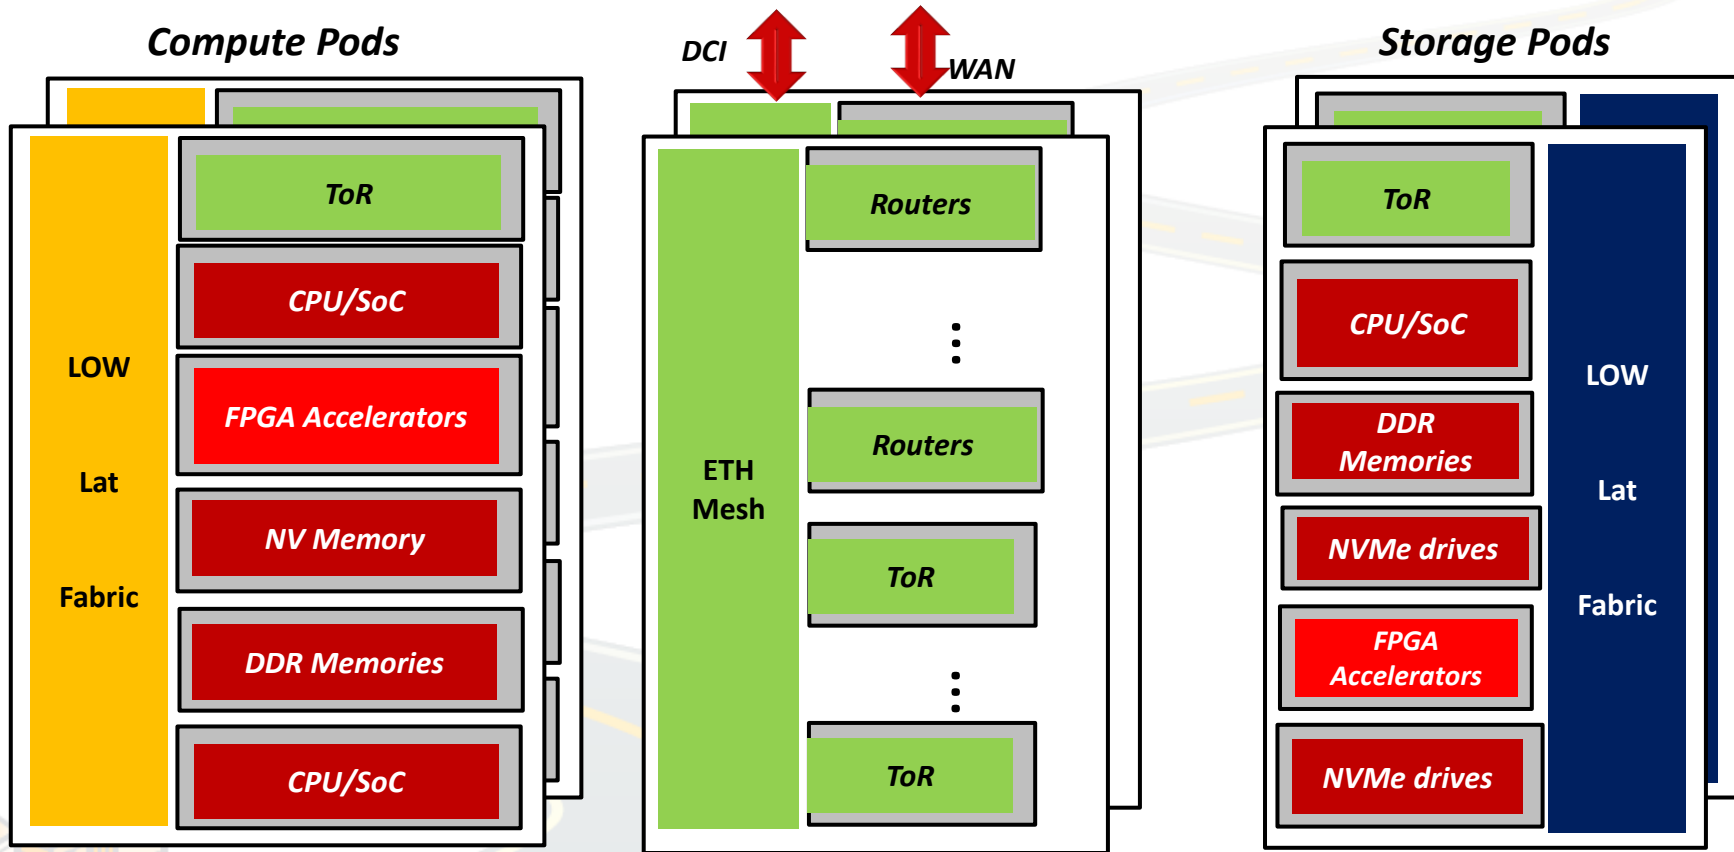 Compute Pods
LOW
Lat
Fabric
ToR
CPU/SoC
FPGA Accelerators
NV Memory
DDR Memories
CPU/SoC
DCI
WAN
ETH
Mesh
Routers
Routers
ToR
ToR
Storage Pods
ToR
CPU/SoC
DDR
Memories
NVMe drives
FPGA
Accelerators
NVMe drives
LOW
Lat
Fabric